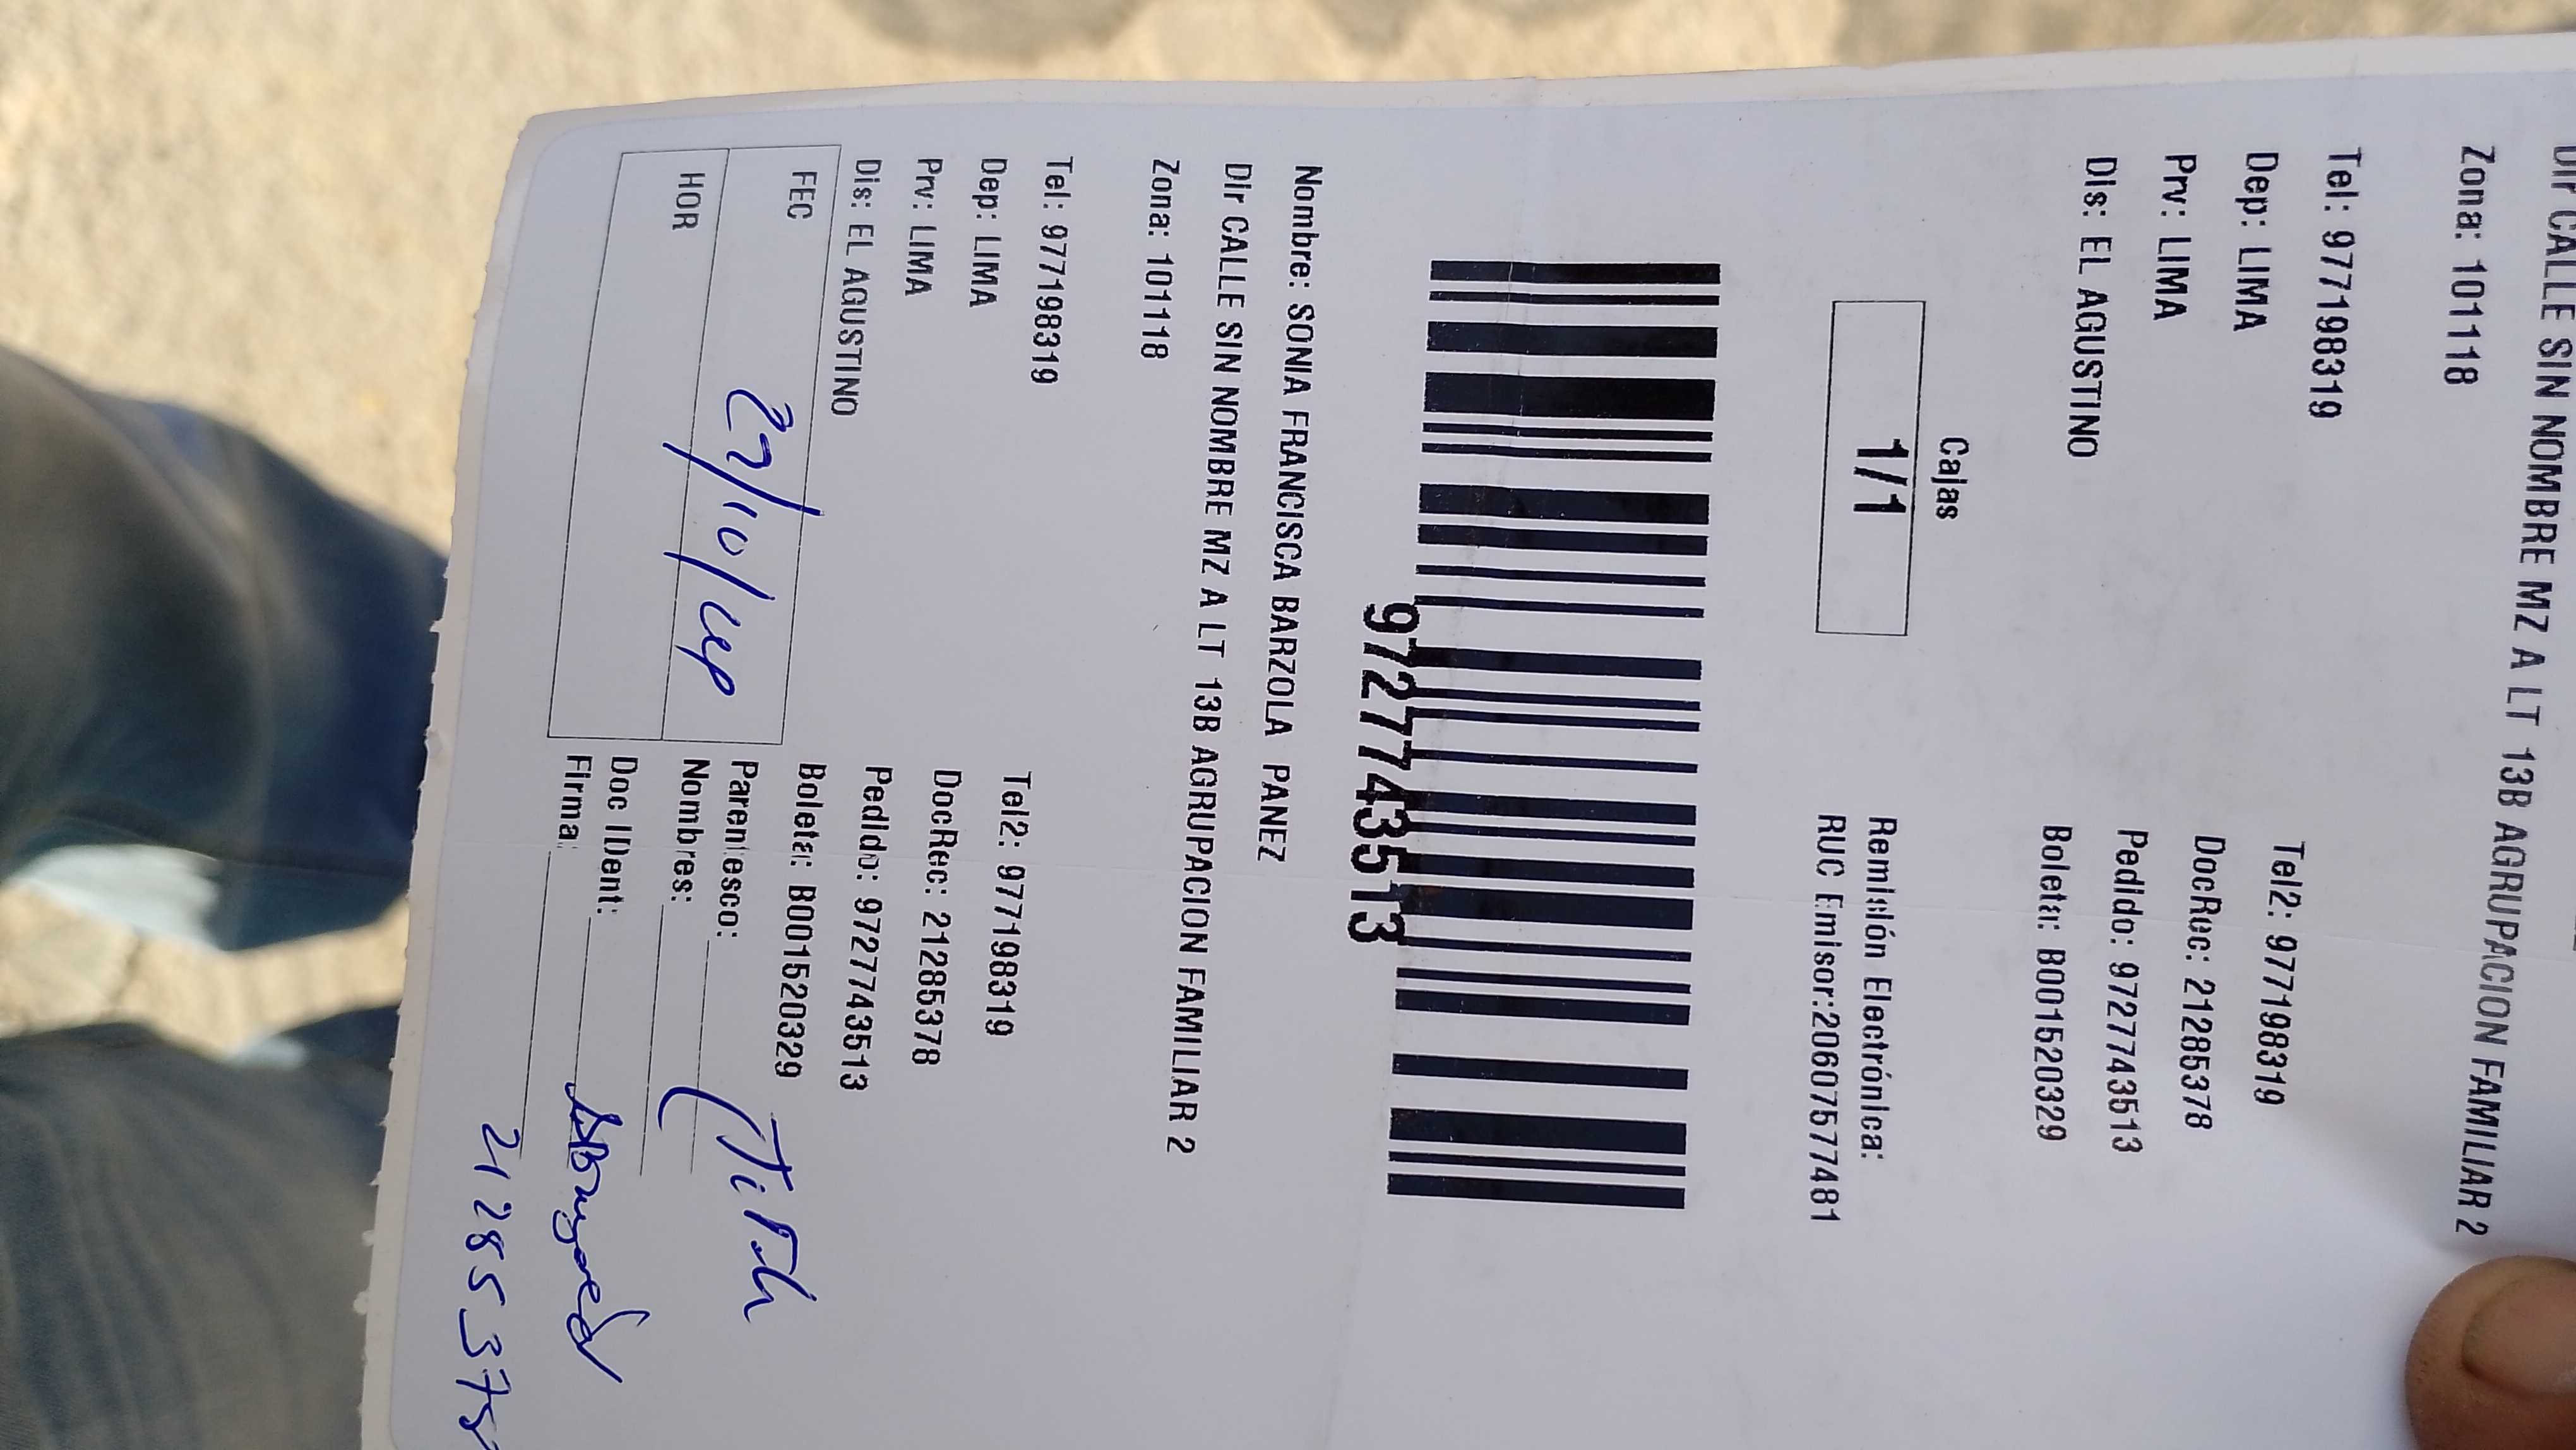 Dir CALLE SIN NOMBRE MZ A LT 13B AGRUPACION FAMILIAR 2
Zona: 101118
Tel: 977198319 Tel2: 977198319
Dep: LIMA DocRec: 21285378
Prv: LIMA Pedido: 9727743513
Dis: EL AGUSTINO Boleta: B001520329
Cajas
1/1
Remisión Electrónica:
RUC Emisor:20607577481
9727743513
Nombre: SONIA FRANCISCA BARZOLA PANEZ
Dir CALLE SIN NOMBRE MZ A LT 13B AGRUPACION FAMILIAR 2
Zona: 101118
Tel: 977198319 Tel2: 977198319
Dep: LIMA DocRec: 21285378
Prv: LIMA Pedido: 9727743513
Dis: EL AGUSTINO Boleta: B001520329
FEC
Parentesco:
HOR
Nombres:
Doc IDent:
Firma: